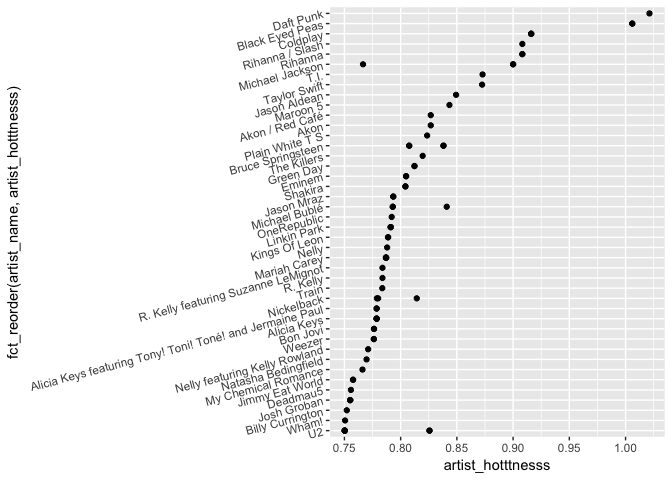 fct_reorder(artist_name, artist_hotttnesss)
Daft Punk
Black Eyed Peas
Coldplay
Rihanna / Slash
Rihanna
Michael Jackson
T.I.
Taylor Swift
Jason Aldean
Maroon 5
Akon / Red Café
Akon
Plain White T S
Bruce Springsteen
The Killers
Green Day
Eminem
Shakira
Jason Mraz
Michael Bublé
OneRepublic
Linkin Park
Kings Of Leon
Nelly
Mariah Carey
R. Kelly featuring Suzanne LeMignot
R. Kelly
Train
Nickelback
Alicia Keys featuring Tony! Toni! Toné! and Jermaine Paul
Alicia Keys
Bon Jovi
Weezer
Nelly featuring Kelly Rowland
Natasha Bedingfield
My Chemical Romance
Jimmy Eat World
Deadmau5
Josh Groban
Billy Currington
Wham!
U2
0.75 0.80 0.85 0.90 0.95 1.00
artist_hotttnesss